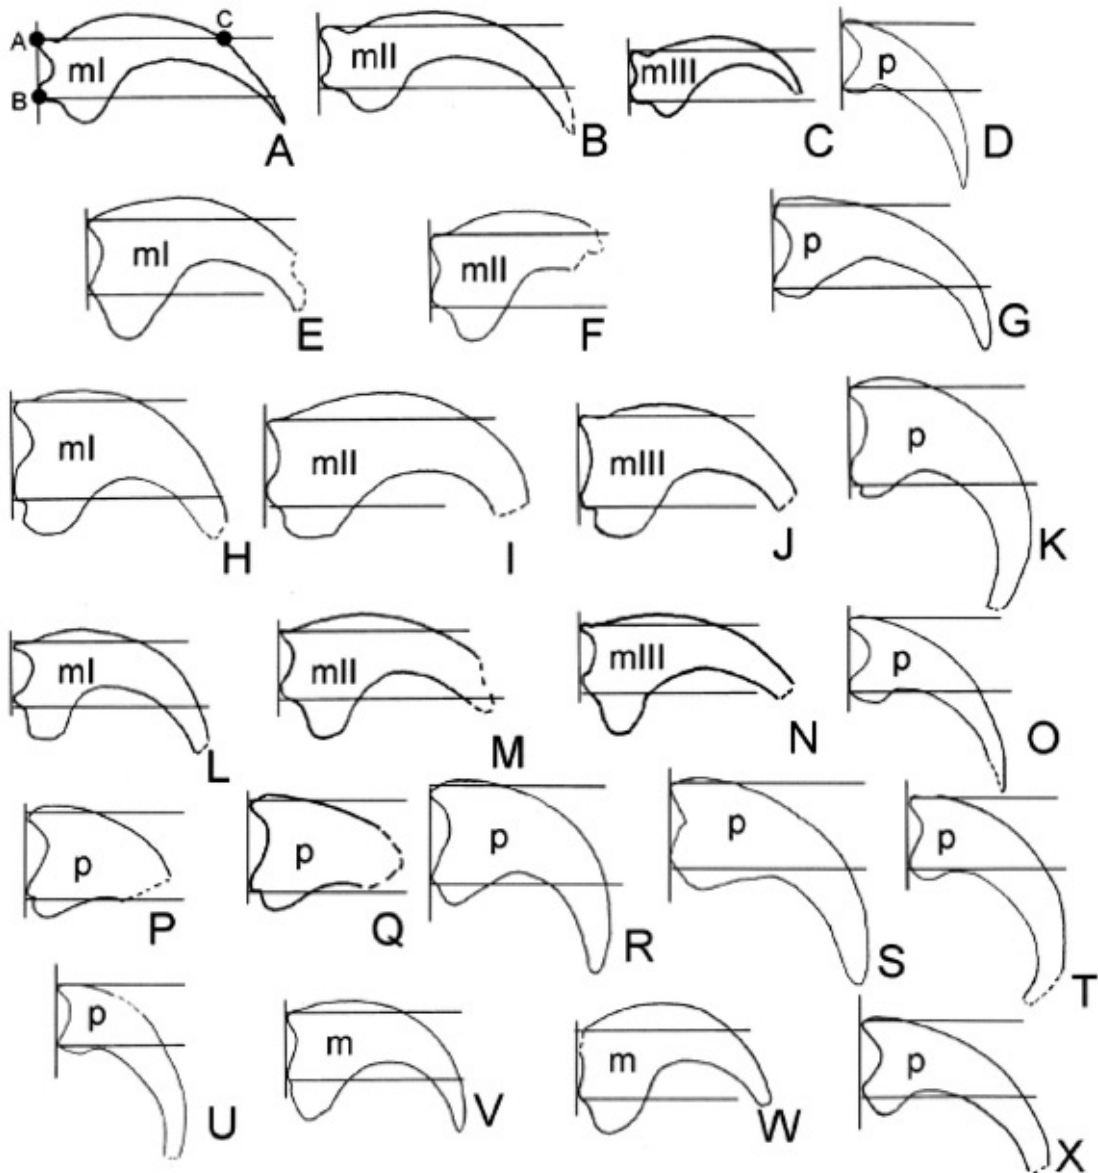 A C
mI mII mIII p
B
A B C D
mI mII p
E F G
mI mII mIII p
H I J K
mI mII mIII p
L M N O
p p p p p
P Q R S T
p m m p
U V W X